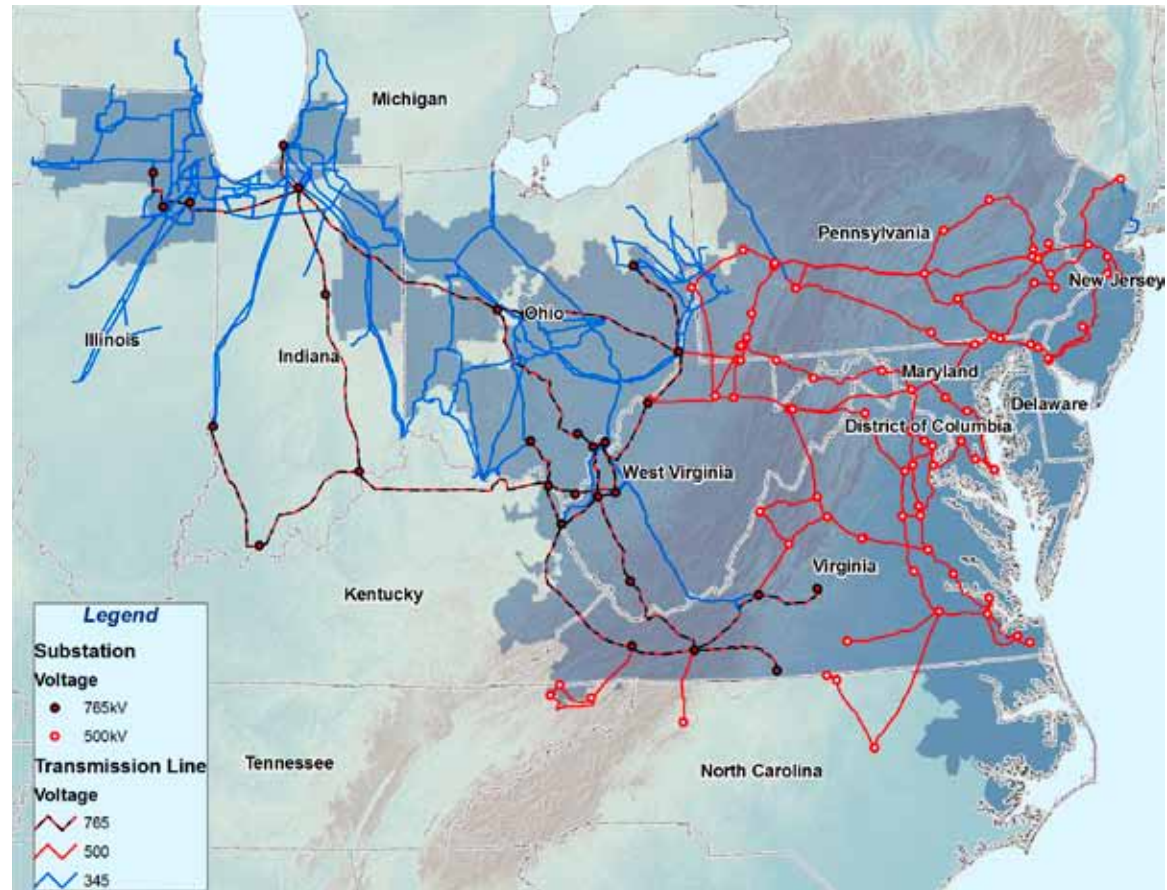 Michigan
Pennsylvania
New Jersey
Ohio
Illinois
Indiana
Maryland
Delaware
District of Columbia
West Virginia
Virginia
Kentucky
Tennessee
North Carolina
Legend
Substation
Voltage
765kV
500kV
Transmission Line
Voltage
765
500
345